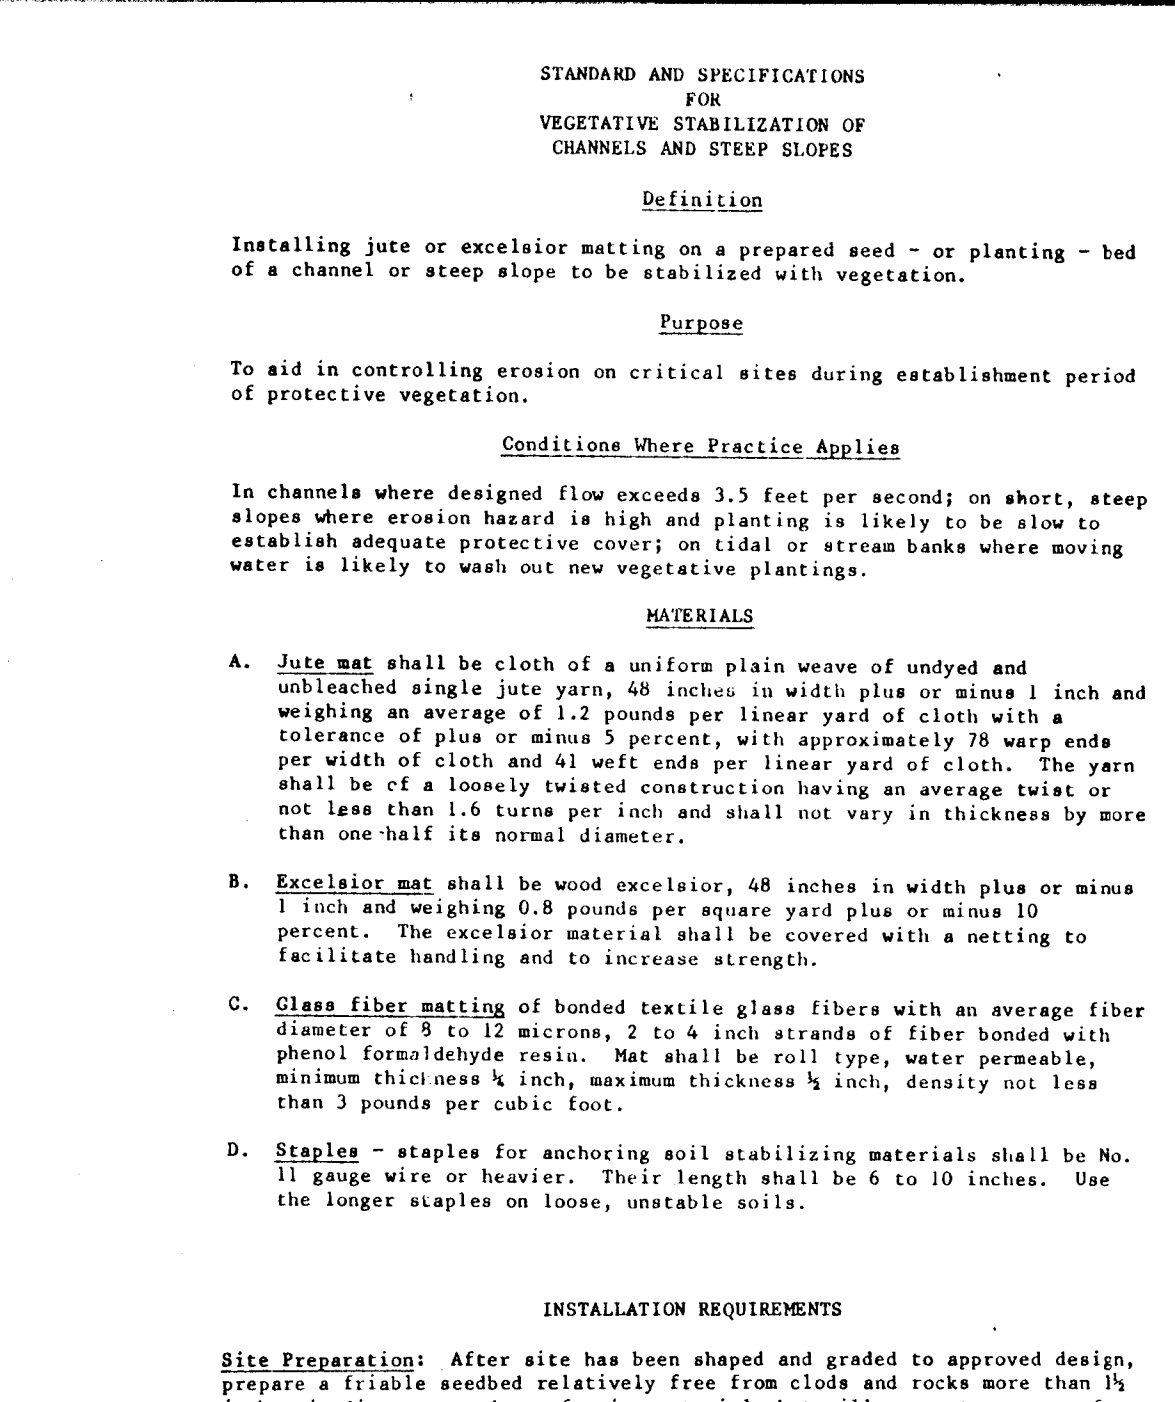 STANDARD AND SPECIFICATIONS
FOR
VEGETATIVE STABILIZATION OF
CHANNELS AND STEEP SLOPES
Definition
Installing jute or excelsior matting on a prepared seed - or planting - bed
of a channel or steep slope to be stabilized with vegetation.
Purpose
To aid in controlling erosion on critical sites during establishment period
of protective vegetation.
Conditions Where Practice Applies
In channels where designed flow exceeds 3.5 feet per second; on short, steep
slopes where erosion hazard is high and planting is likely to be slow to
establish adequate protective cover; on tidal or stream banks where moving
water is likely to wash out new vegetative plantings.
MATERIALS
A. Jute mat shall be cloth of a uniform plain weave of undyed and
unbleached single jute yarn, 48 inches in width plus or minus 1 inch and
weighing an average of 1.2 pounds per linear yard of cloth with a
tolerance of plus or minus 5 percent, with approximately 78 warp ends
per width of cloth and 41 weft ends per linear yard of cloth. The yarn
shall be of a loosely twisted construction having an average twist or
not less than 1.6 turns per inch and shall not vary in thickness by more
than one-half its normal diameter.
B. Excelsior mat shall be wood excelsior, 48 inches in width plus or minus
1 inch and weighing 0.8 pounds per square yard plus or minus 10
percent. The excelsior material shall be covered with a netting to
facilitate handling and to increase strength.
C. Glass fiber matting of bonded textile glass fibers with an average fiber
diameter of 8 to 12 microns, 2 to 4 inch strands of fiber bonded with
phenol formaldehyde resin. Mat shall be roll type, water permeable,
minimum thickness ¼ inch, maximum thickness ½ inch, density not less
than 3 pounds per cubic foot.
D. Staples - staples for anchoring soil stabilizing materials shall be No.
11 gauge wire or heavier. Their length shall be 6 to 10 inches. Use
the longer staples on loose, unstable soils.
INSTALLATION REQUIREMENTS
Site Preparation: After site has been shaped and graded to approved design,
prepare a friable seedbed relatively free from clods and rocks more than 1½